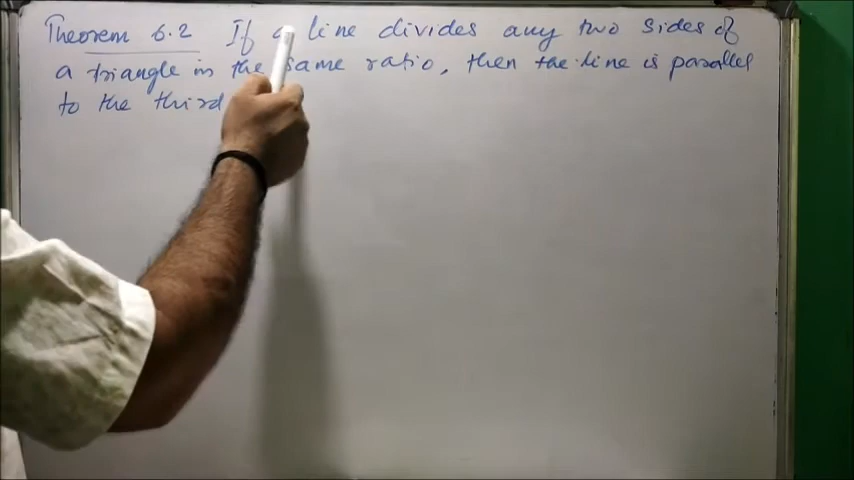 Theorem 6.2 If a line divides any two sides of
a triangle in the same ratio, then the line is parallel
to the third